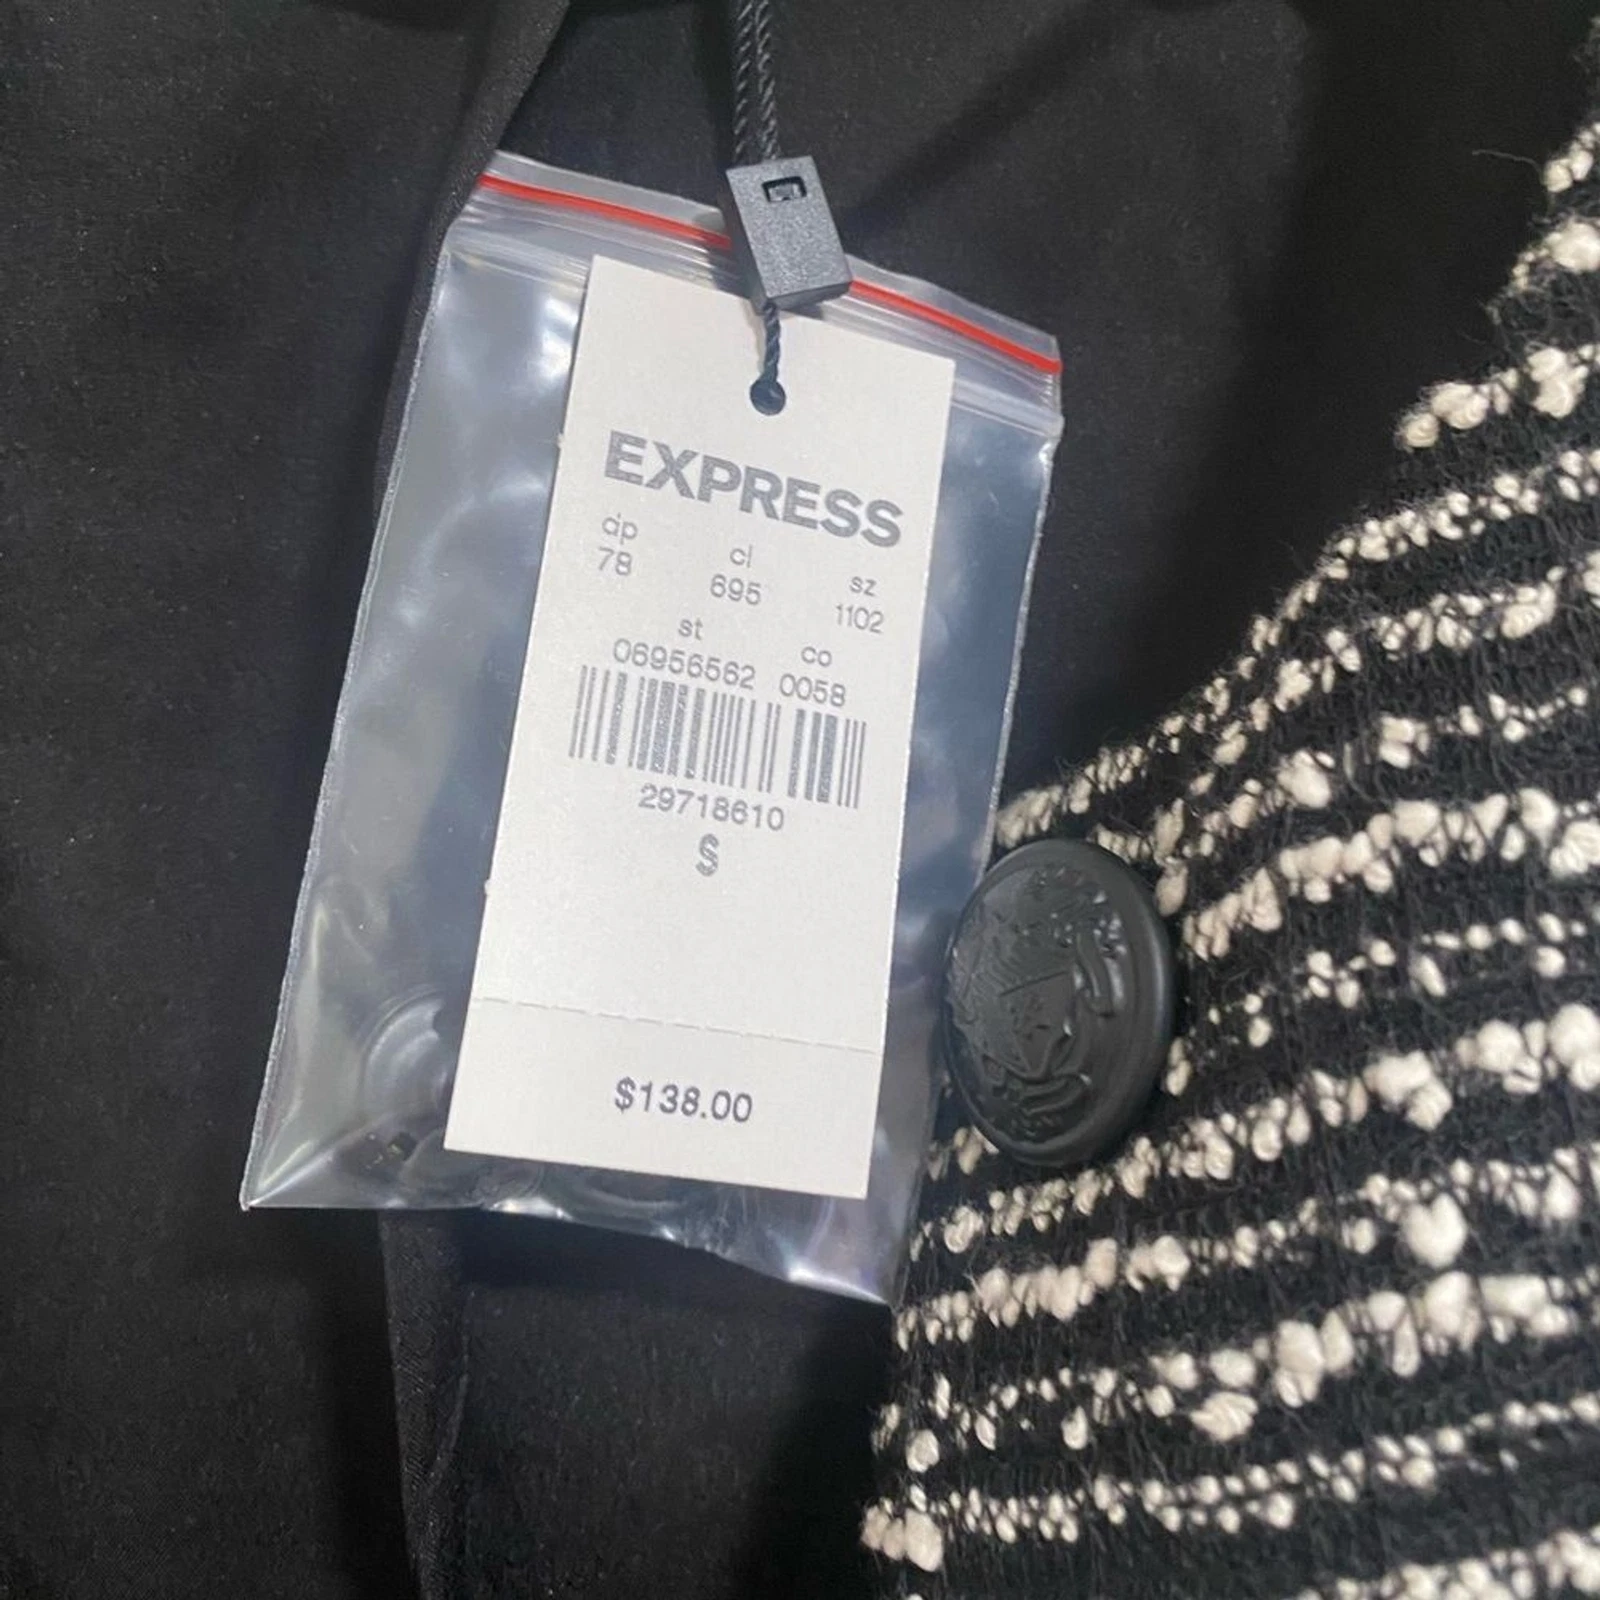 EXPRESS
dp cl sz
78 695 1102
st co
06956562 0058
29718610
S
$138.00